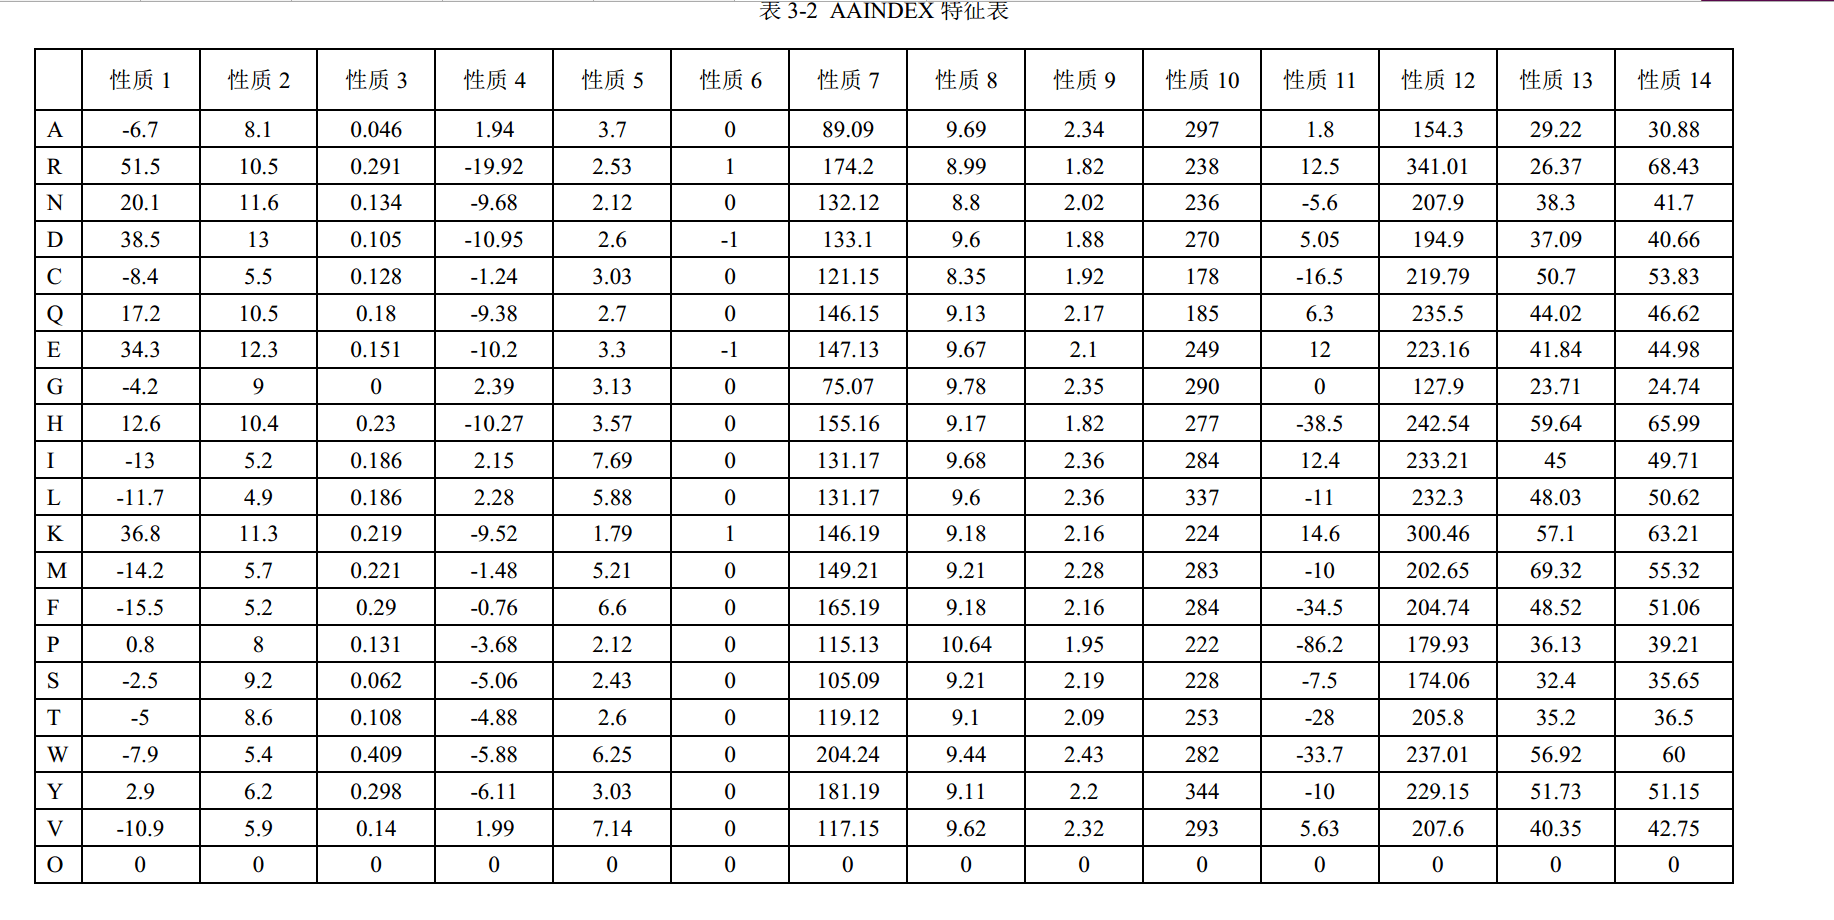 表 3-2 AAINDEX 特征表
性质 1 性质 2 性质 3 性质 4 性质 5 性质 6 性质 7 性质 8 性质 9 性质 10 性质 11 性质 12 性质 13 性质 14
A -6.7 8.1 0.046 1.94 3.7 0 89.09 9.69 2.34 297 1.8 154.3 29.22 30.88
R 51.5 10.5 0.291 -19.92 2.53 1 174.2 8.99 1.82 238 12.5 341.01 26.37 68.43
N 20.1 11.6 0.134 -9.68 2.12 0 132.12 8.8 2.02 236 -5.6 207.9 38.3 41.7
D 38.5 13 0.105 -10.95 2.6 -1 133.1 9.6 1.88 270 5.05 194.9 37.09 40.66
C -8.4 5.5 0.128 -1.24 3.03 0 121.15 8.35 1.92 178 -16.5 219.79 50.7 53.83
Q 17.2 10.5 0.18 -9.38 2.7 0 146.15 9.13 2.17 185 6.3 235.5 44.02 46.62
E 34.3 12.3 0.151 -10.2 3.3 -1 147.13 9.67 2.1 249 12 223.16 41.84 44.98
G -4.2 9 0 2.39 3.13 0 75.07 9.78 2.35 290 0 127.9 23.71 24.74
H 12.6 10.4 0.23 -10.27 3.57 0 155.16 9.17 1.82 277 -38.5 242.54 59.64 65.99
I -13 5.2 0.186 2.15 7.69 0 131.17 9.68 2.36 284 12.4 233.21 45 49.71
L -11.7 4.9 0.186 2.28 5.88 0 131.17 9.6 2.36 337 -11 232.3 48.03 50.62
K 36.8 11.3 0.219 -9.52 1.79 1 146.19 9.18 2.16 224 14.6 300.46 57.1 63.21
M -14.2 5.7 0.221 -1.48 5.21 0 149.21 9.21 2.28 283 -10 202.65 69.32 55.32
F -15.5 5.2 0.29 -0.76 6.6 0 165.19 9.18 2.16 284 -34.5 204.74 48.52 51.06
P 0.8 8 0.131 -3.68 2.12 0 115.13 10.64 1.95 222 -86.2 179.93 36.13 39.21
S -2.5 9.2 0.062 -5.06 2.43 0 105.09 9.21 2.19 228 -7.5 174.06 32.4 35.65
T -5 8.6 0.108 -4.88 2.6 0 119.12 9.1 2.09 253 -28 205.8 35.2 36.5
W -7.9 5.4 0.409 -5.88 6.25 0 204.24 9.44 2.43 282 -33.7 237.01 56.92 60
Y 2.9 6.2 0.298 -6.11 3.03 0 181.19 9.11 2.2 344 -10 229.15 51.73 51.15
V -10.9 5.9 0.14 1.99 7.14 0 117.15 9.62 2.32 293 5.63 207.6 40.35 42.75
O 0 0 0 0 0 0 0 0 0 0 0 0 0 0